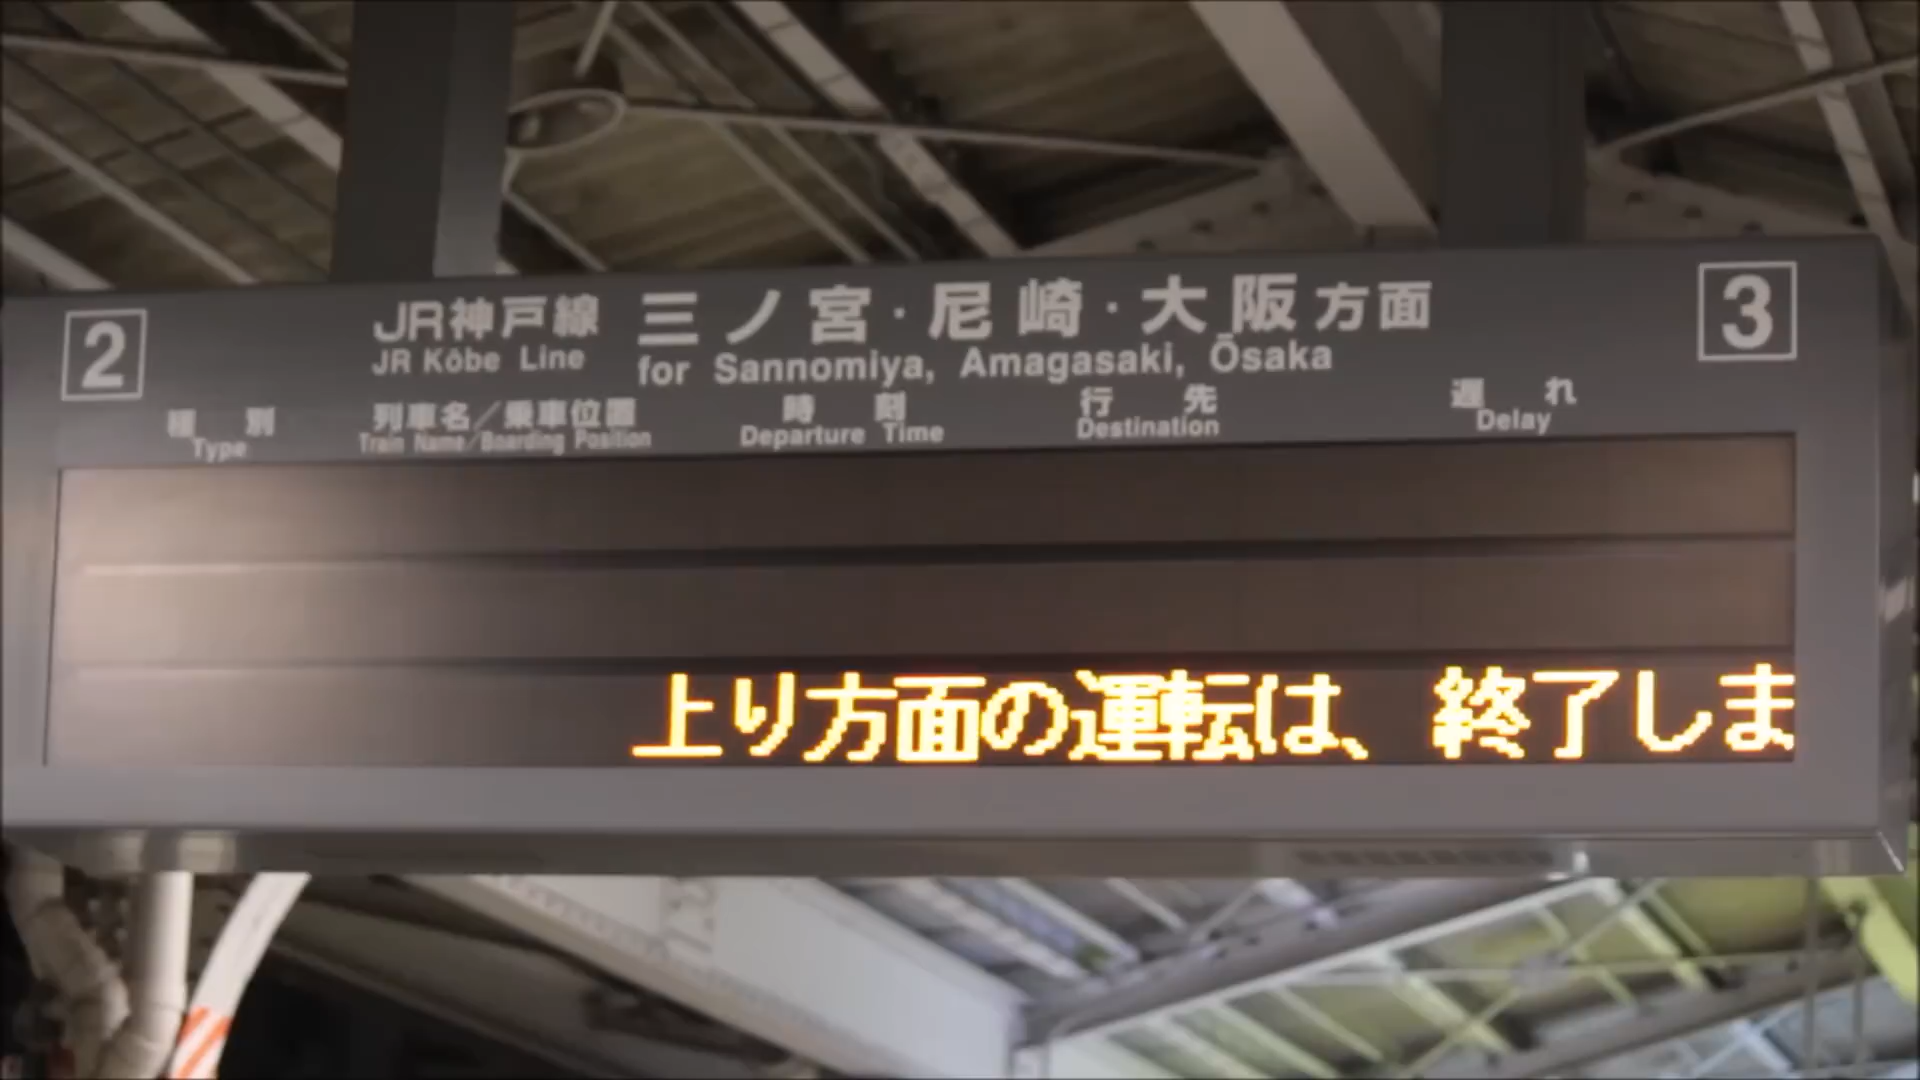 2 JR神戸線 三ノ宮・尼崎・大阪方面 3
JR Kōbe Line for Sannomiya, Amagasaki, Ōsaka
種別 列車名/乗車位置 時刻 行先 遅れ
Type Train Name/Boarding Position Departure Time Destination Delay
上り方面の運転は、終了しま